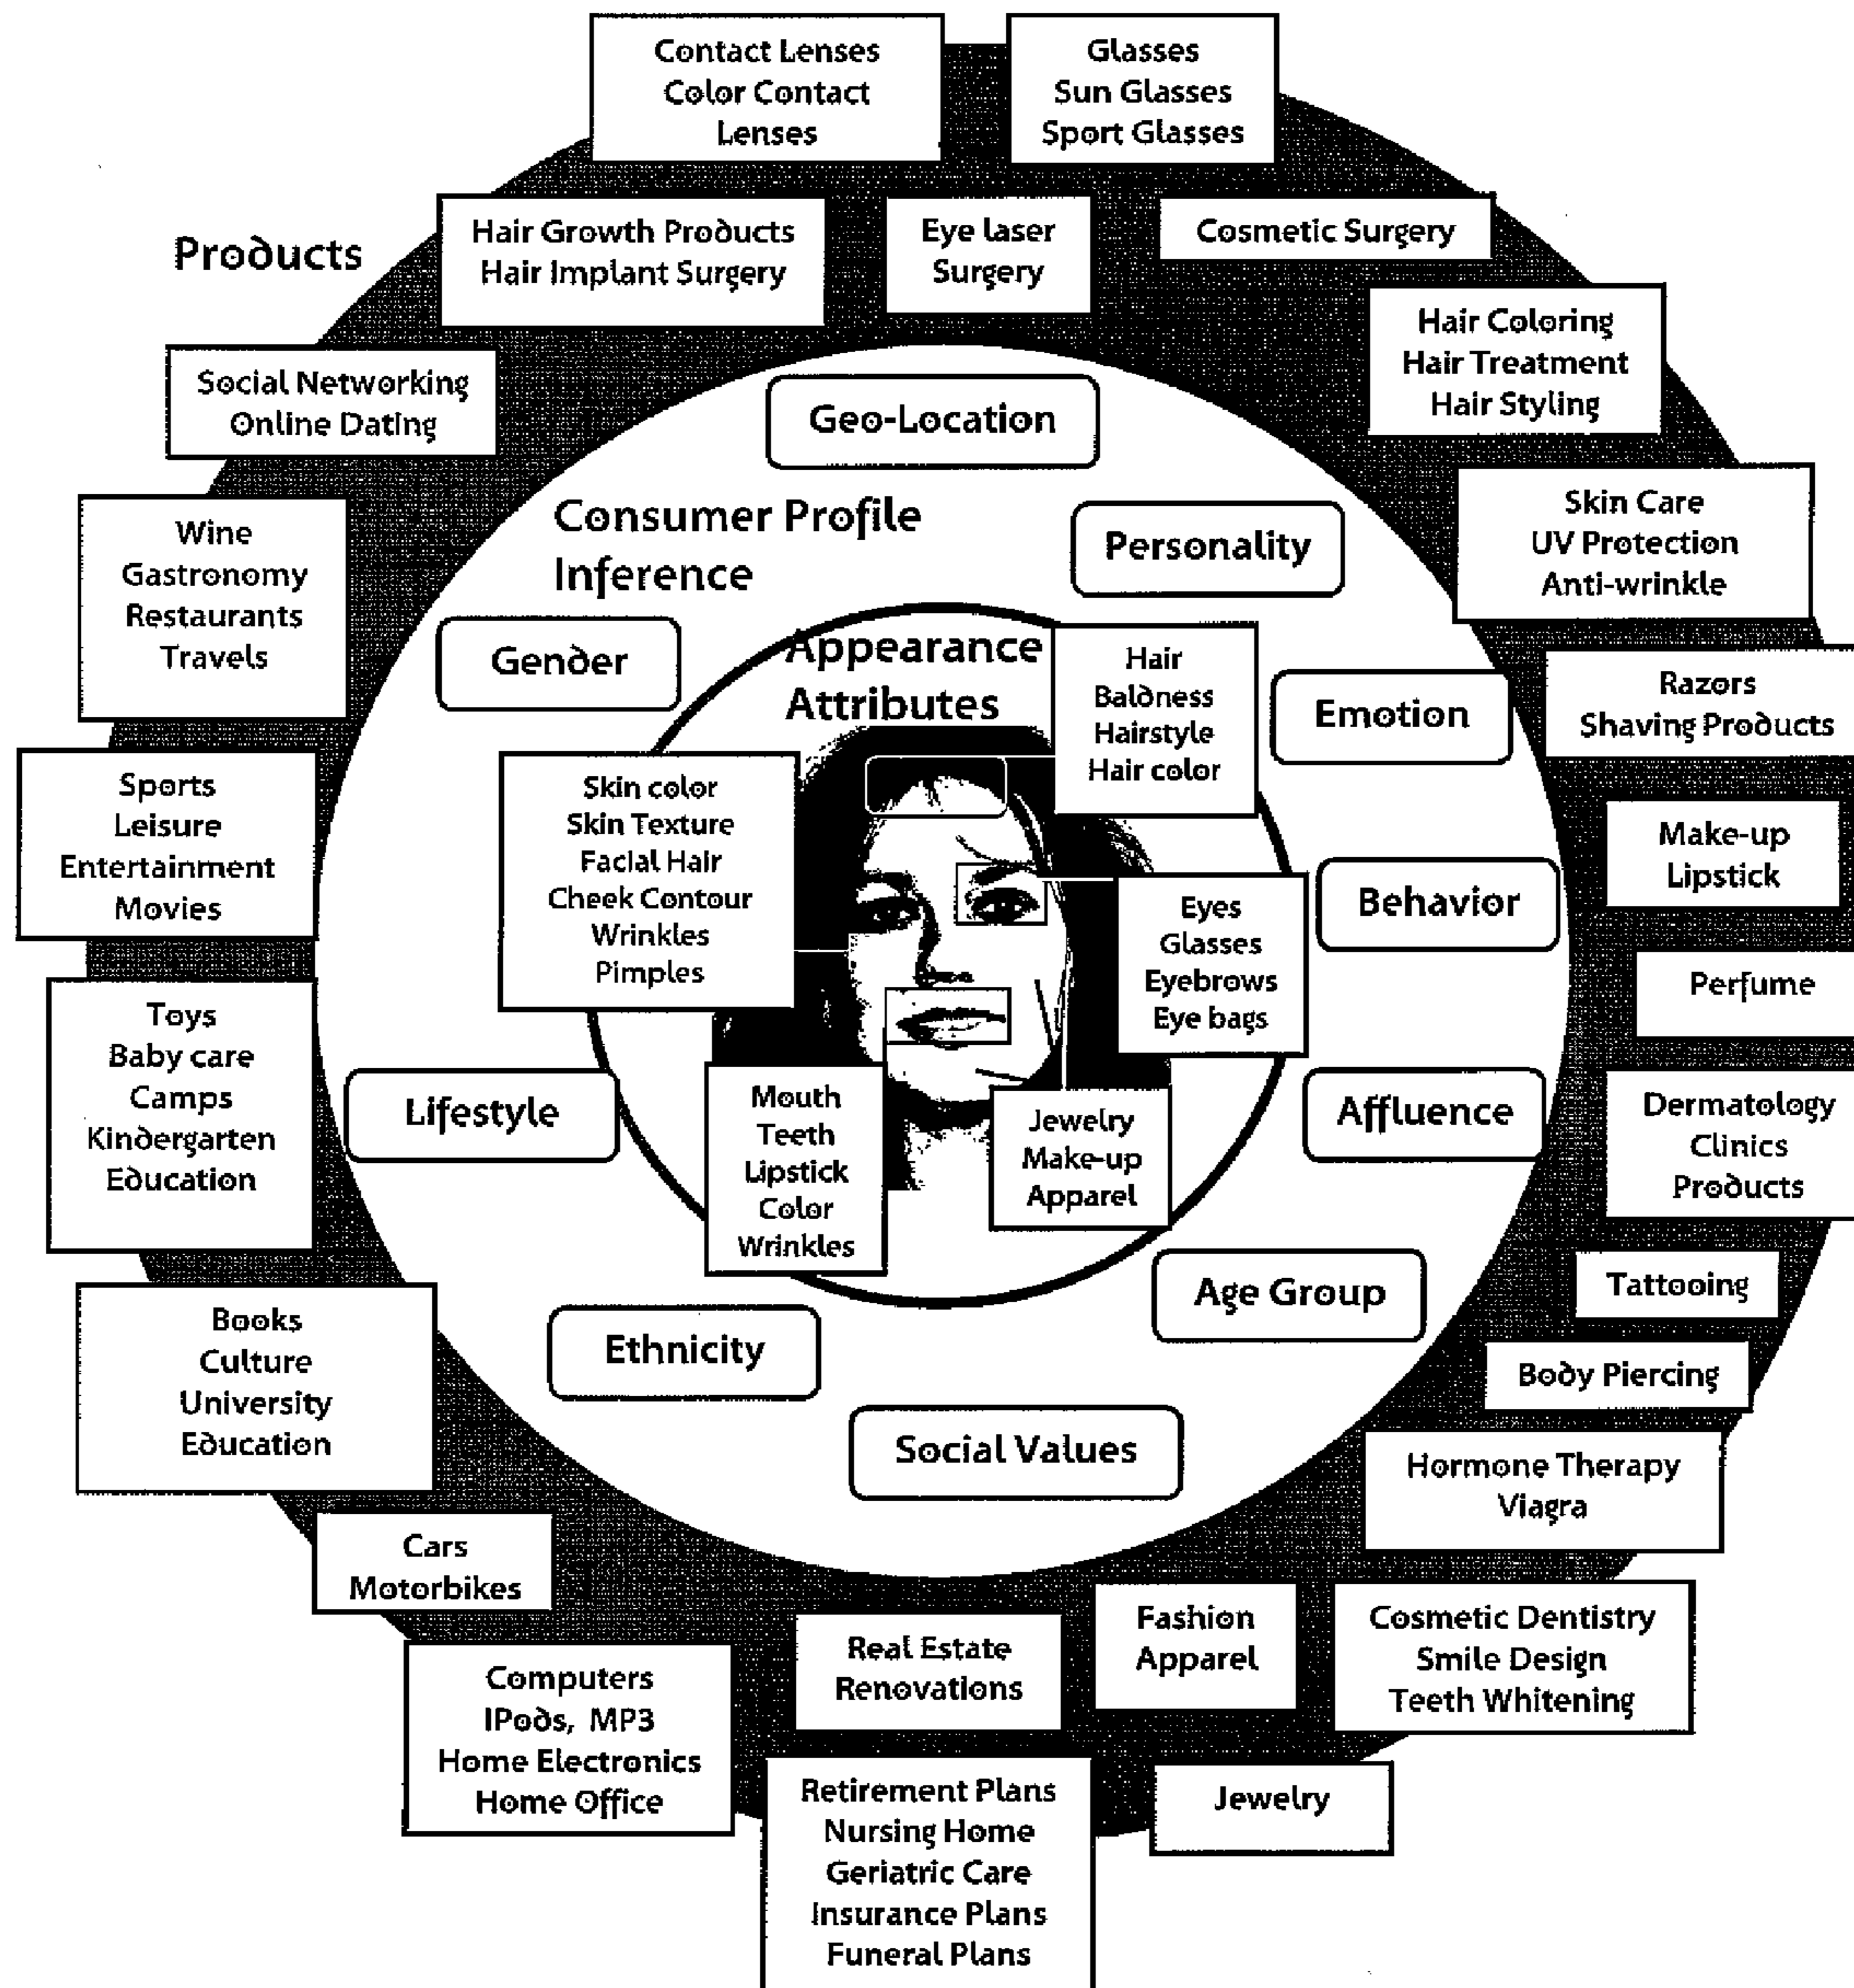 Contact Lenses
Color Contact
Lenses
Glasses
Sun Glasses
Sport Glasses
Products
Hair Growth Products
Hair Implant Surgery
Eye laser
Surgery
Cosmetic Surgery
Hair Coloring
Hair Treatment
Hair Styling
Social Networking
Online Dating
Geo-Location
Consumer Profile
Inference
Personality
Skin Care
UV Protection
Anti-wrinkle
Wine
Gastronomy
Restaurants
Travels
Gender
Appearance
Attributes
Hair
Baldness
Hairstyle
Hair color
Emotion
Razors
Shaving Products
Sports
Leisure
Entertainment
Movies
Skin color
Skin Texture
Facial Hair
Cheek Contour
Wrinkles
Pimples
Eyes
Glasses
Eyebrows
Eye bags
Behavior
Make-up
Lipstick
Perfume
Toys
Baby care
Camps
Kindergarten
Education
Lifestyle
Mouth
Teeth
Lipstick
Color
Wrinkles
Jewelry
Make-up
Apparel
Affluence
Dermatology
Clinics
Products
Age Group
Tattooing
Body Piercing
Books
Culture
University
Education
Ethnicity
Social Values
Hormone Therapy
Viagra
Cars
Motorbikes
Computers
IPods, MP3
Home Electronics
Home Office
Real Estate
Renovations
Fashion
Apparel
Cosmetic Dentistry
Smile Design
Teeth Whitening
Retirement Plans
Nursing Home
Geriatric Care
Insurance Plans
Funeral Plans
Jewelry